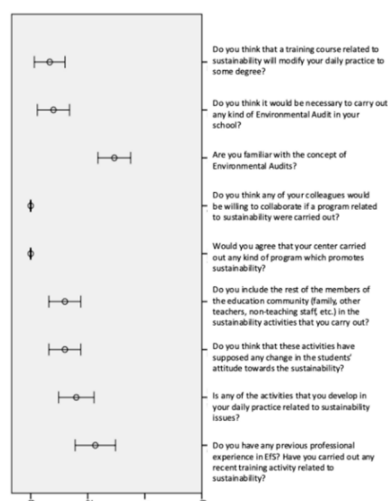 Do you think that a training course related to
sustainability will modify your daily practice to
some degree?
Do you think it would be necessary to carry out
any kind of Environmental Audit in your
school?
Are you familiar with the concept of
Environmental Audits?
Do you think any of your colleagues would
be willing to collaborate if a program related
to sustainability were carried out?
Would you agree that your center carried
out any kind of program which promotes
sustainability?
Do you include the rest of the members of
the education community (family, other
teachers, non-teaching staff, etc.) in the
sustainability activities that you carry out?
Do you think that these activities have
supposed any change in the students'
attitude towards the sustainability?
Is any of the activities that you develop in
your daily practice related to sustainability
issues?
Do you have any previous professional
experience in EfS? Have you carried out any
recent training activity related to
sustainability?